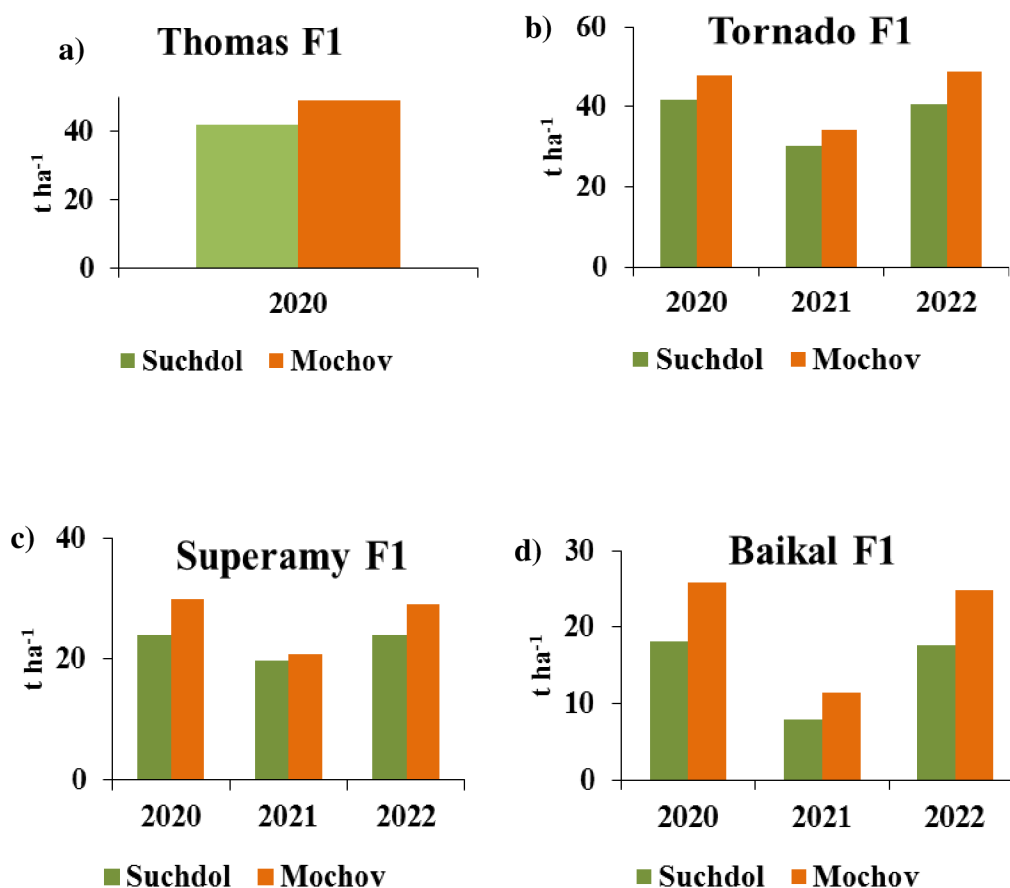 a)
Thomas F1
t ha-1
40
20
0
2020
Suchdol Mochov
b)
Tornado F1
t ha-1
60
40
20
0
2020 2021 2022
Suchdol Mochov
c)
Superamy F1
t ha-1
40
20
0
2020 2021 2022
Suchdol Mochov
d)
Baikal F1
t ha-1
30
20
10
0
2020 2021 2022
Suchdol Mochov